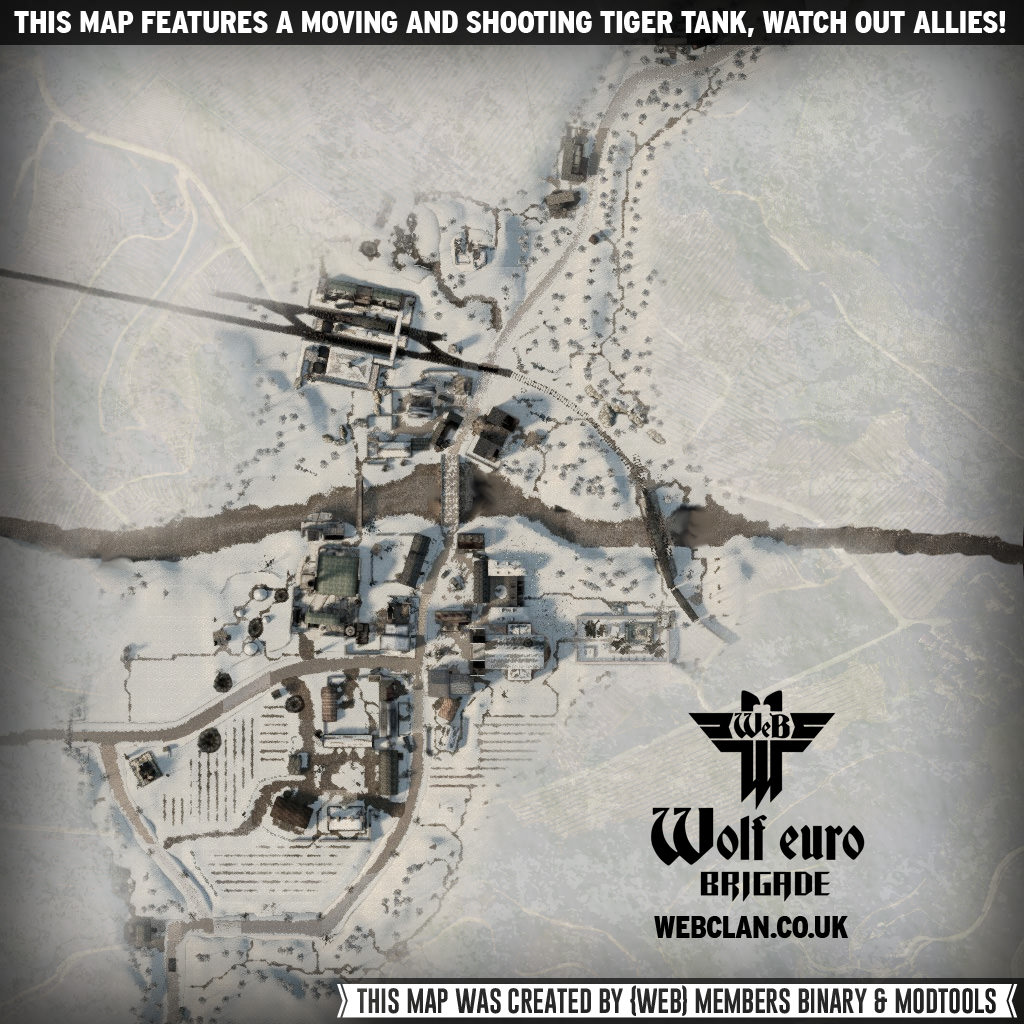 THIS MAP FEATURES A MOVING AND SHOOTING TIGER TANK, WATCH OUT ALLIES!
WeB
Wolf euro
BRIGADE
WEBCLAN.CO.UK
THIS MAP WAS CREATED BY {WEB} MEMBERS BINARY & MODTOOLS